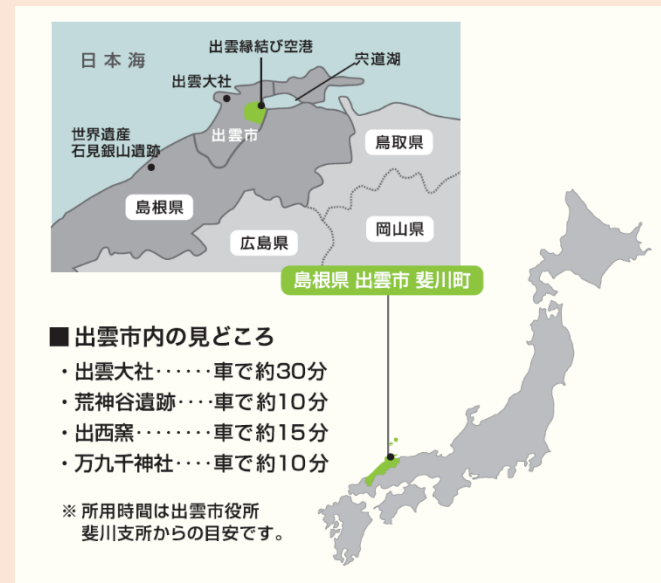 日本海
出雲縁結び空港
宍道湖
出雲大社
出雲市
世界遺産
石見銀山遺跡
鳥取県
島根県
岡山県
広島県
島根県 出雲市 斐川町
■出雲市内の見どころ
・出雲大社‥‥‥車で約30分
・荒神谷遺跡‥‥車で約10分
・出西窯‥‥‥‥車で約15分
・万九千神社‥‥車で約10分
※ 所用時間は出雲市役所
斐川支所からの目安です。